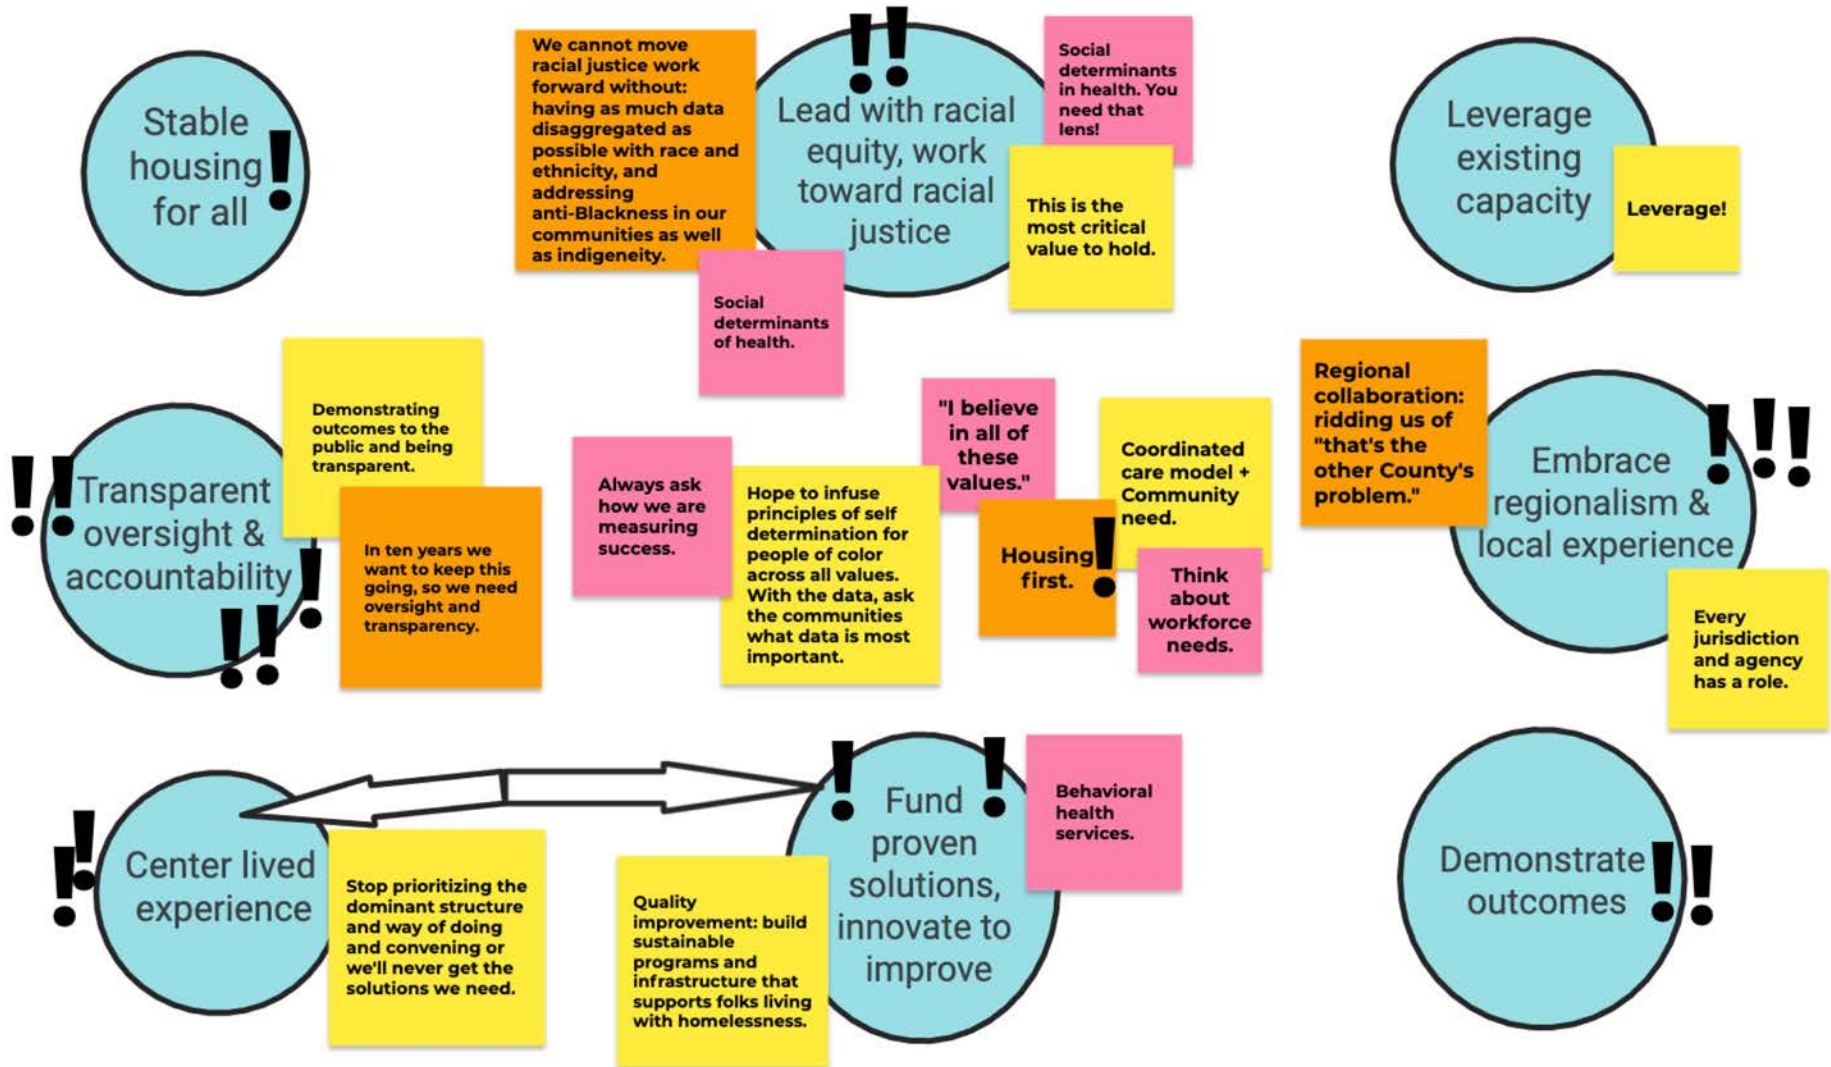 Stable
housing
for all
!
We cannot move
racial justice work
forward without:
having as much data
disaggregated as
possible with race and
ethnicity, and
addressing
anti-Blackness in our
communities as well
as indigeneity.
!!
Lead with racial
equity, work
toward racial
justice
Social
determinants
in health. You
need that
lens!
This is the
most critical
value to hold.
Social
determinants
of health.
Leverage
existing
capacity
Leverage!
!!
Transparent
oversight &
accountability
!
!!
Demonstrating
outcomes to the
public and being
transparent.
In ten years we
want to keep this
going, so we need
oversight and
transparency.
Always ask
how we are
measuring
success.
Hope to infuse
principles of self
determination for
people of color
across all values.
With the data, ask
the communities
what data is most
important.
"I believe
in all of
these
values."
Housing
first.
!
Coordinated
care model +
Community
need.
Think
about
workforce
needs.
Regional
collaboration:
ridding us of
"that's the
other County's
problem."
!!!
Embrace
regionalism &
local experience
Every
jurisdiction
and agency
has a role.
!!
Center lived
experience
Stop prioritizing the
dominant structure
and way of doing
and convening or
we'll never get the
solutions we need.
! !
Fund
proven
solutions,
innovate to
improve
Quality
improvement: build
sustainable
programs and
infrastructure that
supports folks living
with homelessness.
Behavioral
health
services.
Demonstrate
outcomes
!!